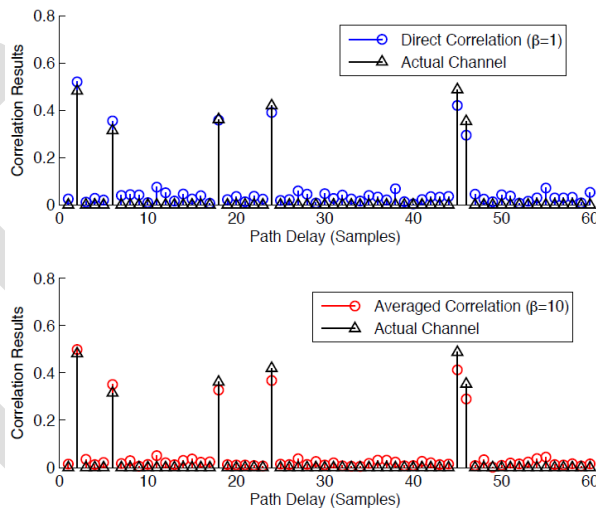 0.8
0.6
0.4
0.2
0
Correlation Results
Direct Correlation (β=1)
Actual Channel
0 10 20 30 40 50 60
Path Delay (Samples)
0.8
0.6
0.4
0.2
0
Correlation Results
Averaged Correlation (β=10)
Actual Channel
0 10 20 30 40 50 60
Path Delay (Samples)